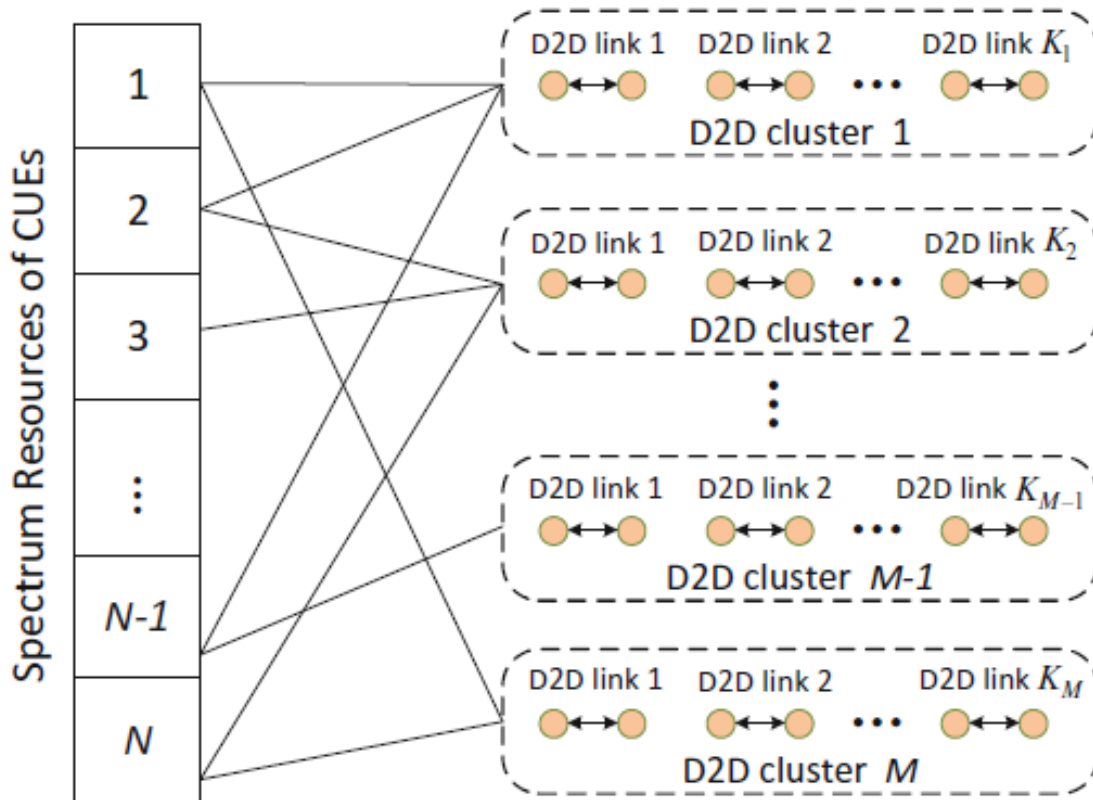 Spectrum Resources of CUEs
1
2
3
...
N-1
N
D2D link 1 D2D link 2 D2D link K₁
...
D2D cluster 1
D2D link 1 D2D link 2 D2D link K₂
...
D2D cluster 2
...
D2D link 1 D2D link 2 D2D link K_{M-1}
...
D2D cluster M-1
D2D link 1 D2D link 2 D2D link K_M
...
D2D cluster M